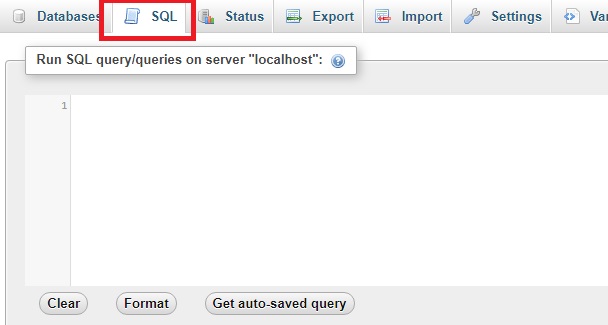 Databases SQL Status Export Import Settings
Run SQL query/queries on server "localhost":
1
Clear Format Get auto-saved query